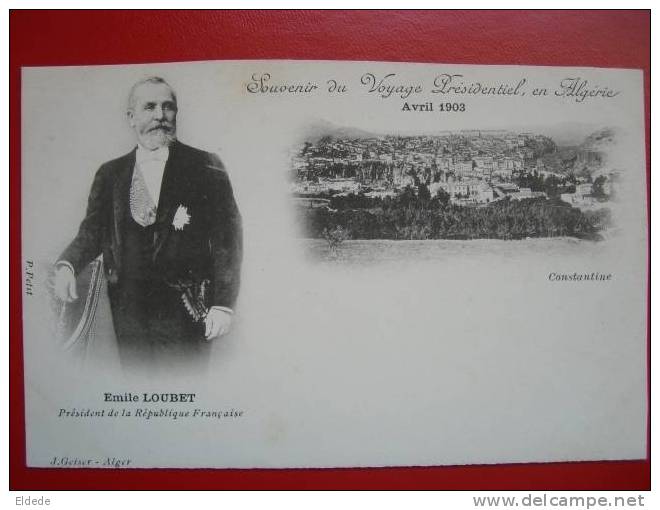 Souvenir du Voyage Présidentiel, en Algérie
Avril 1903
Constantine
P. Petit
Emile LOUBET
Président de la République Française
J. Geiser - Alger
Eldede
www.delcampe.net